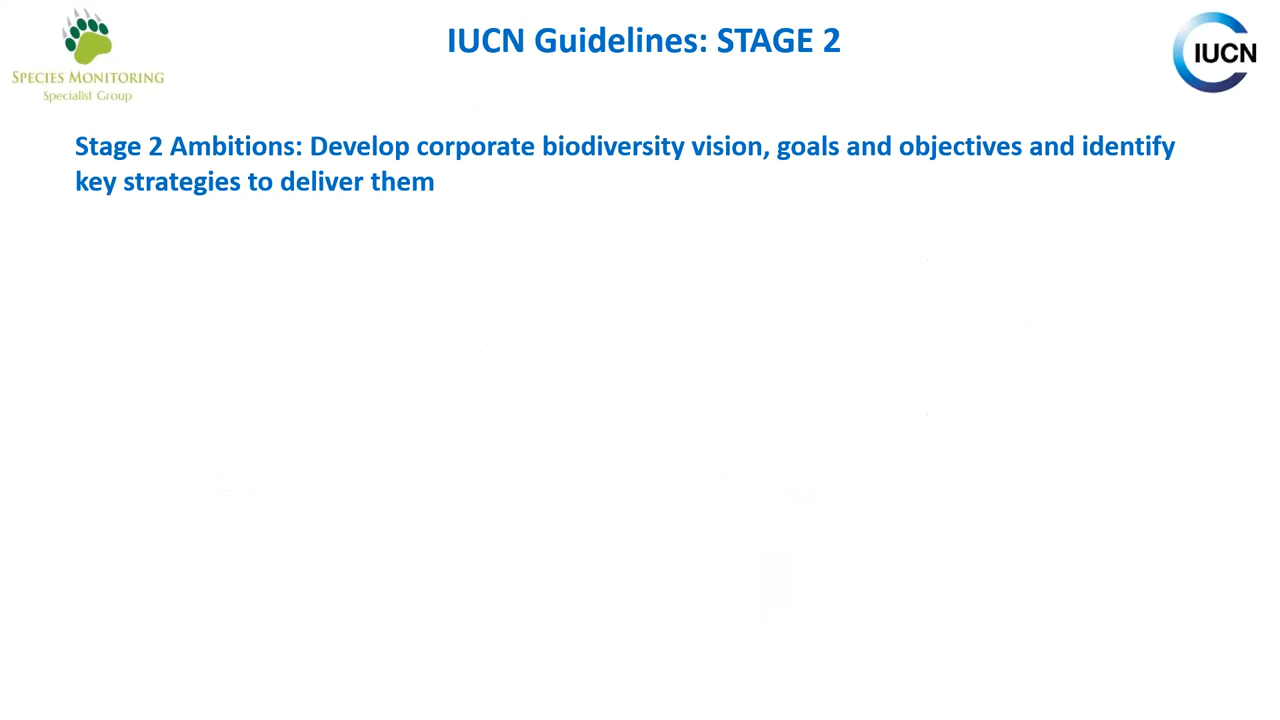 IUCN Guidelines: STAGE 2
SPECIES MONITORING
Specialist Group
IUCN
Stage 2 Ambitions: Develop corporate biodiversity vision, goals and objectives and identify
key strategies to deliver them